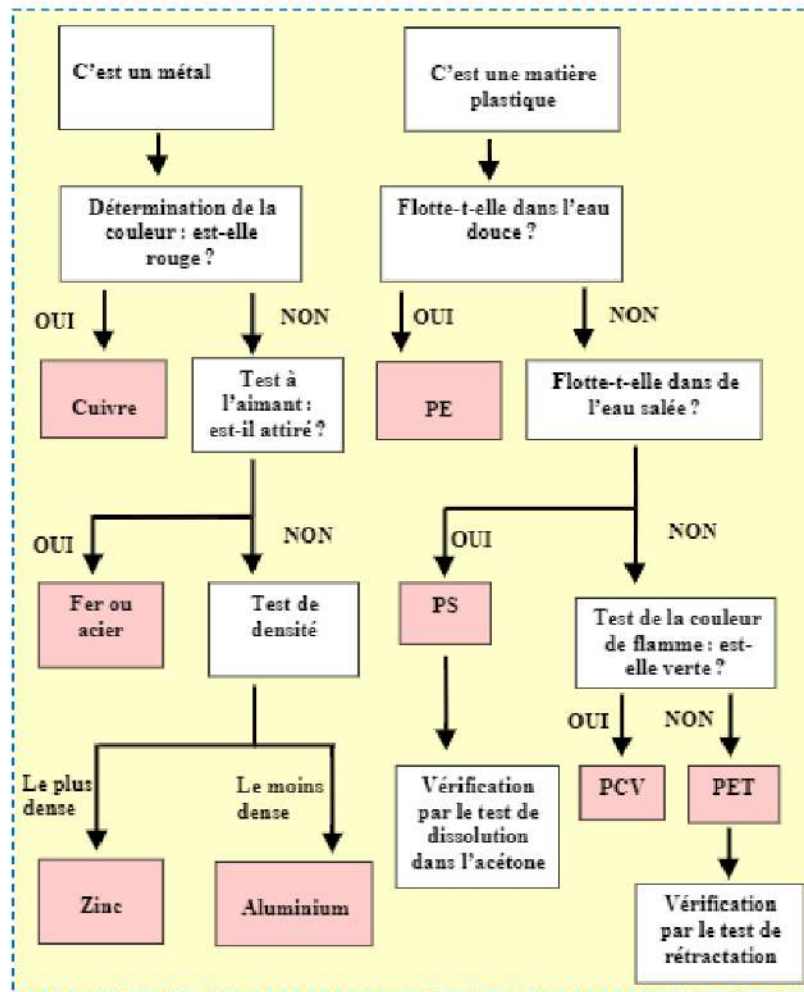 C'est un métal
C'est une matière
plastique
Détermination de la
couleur : est-elle
rouge ?
Flotte-t-elle dans l'eau
douce ?
OUI
NON
OUI
NON
Cuivre
Test à
l'aimant :
est-il attiré ?
PE
Flotte-t-elle dans de
l'eau salée ?
OUI
NON
OUI
NON
Fer ou
acier
Test de
densité
PS
Test de la couleur
de flamme : est-
elle verte ?
OUI
NON
Le plus
dense
Le moins
dense
Vérification
par le test de
dissolution
dans l'acétone
PCV
PET
Zinc
Aluminium
Vérification
par le test de
rétractation